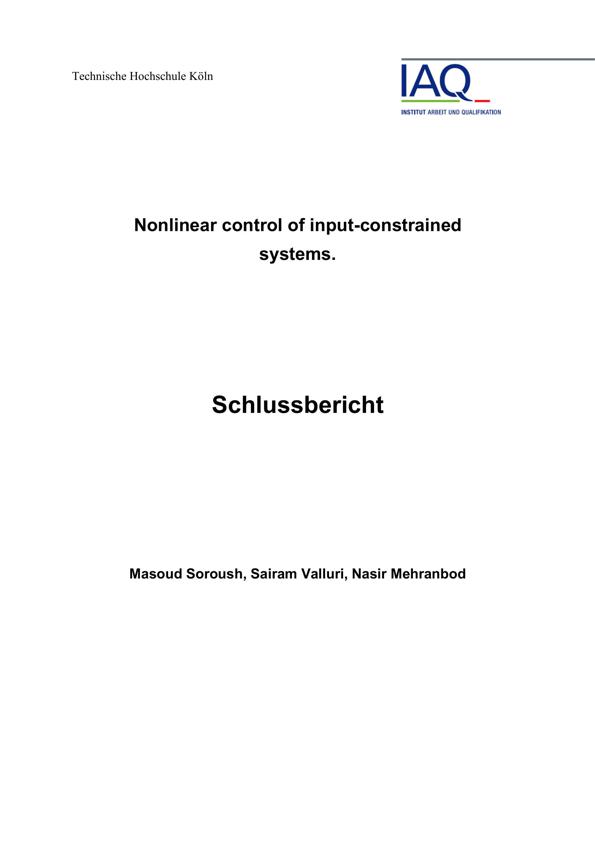 Technische Hochschule Köln
IAQ
INSTITUT ARBEIT UND QUALIFIKATION
Nonlinear control of input-constrained
systems.
Schlussbericht
Masoud Soroush, Sairam Valluri, Nasir Mehranbod